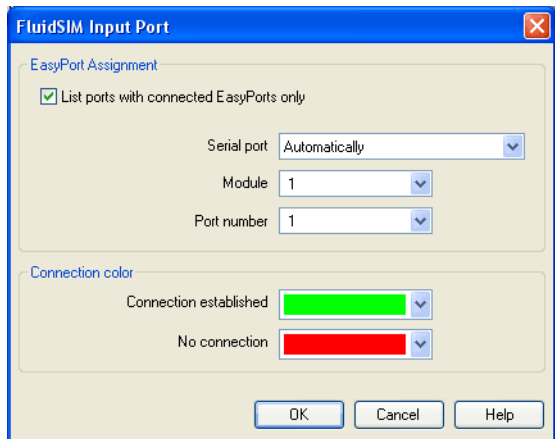 FluidSIM Input Port
EasyPort Assignment
List ports with connected EasyPorts only
Serial port Automatically
Module 1
Port number 1
Connection color
Connection established
No connection
OK Cancel Help